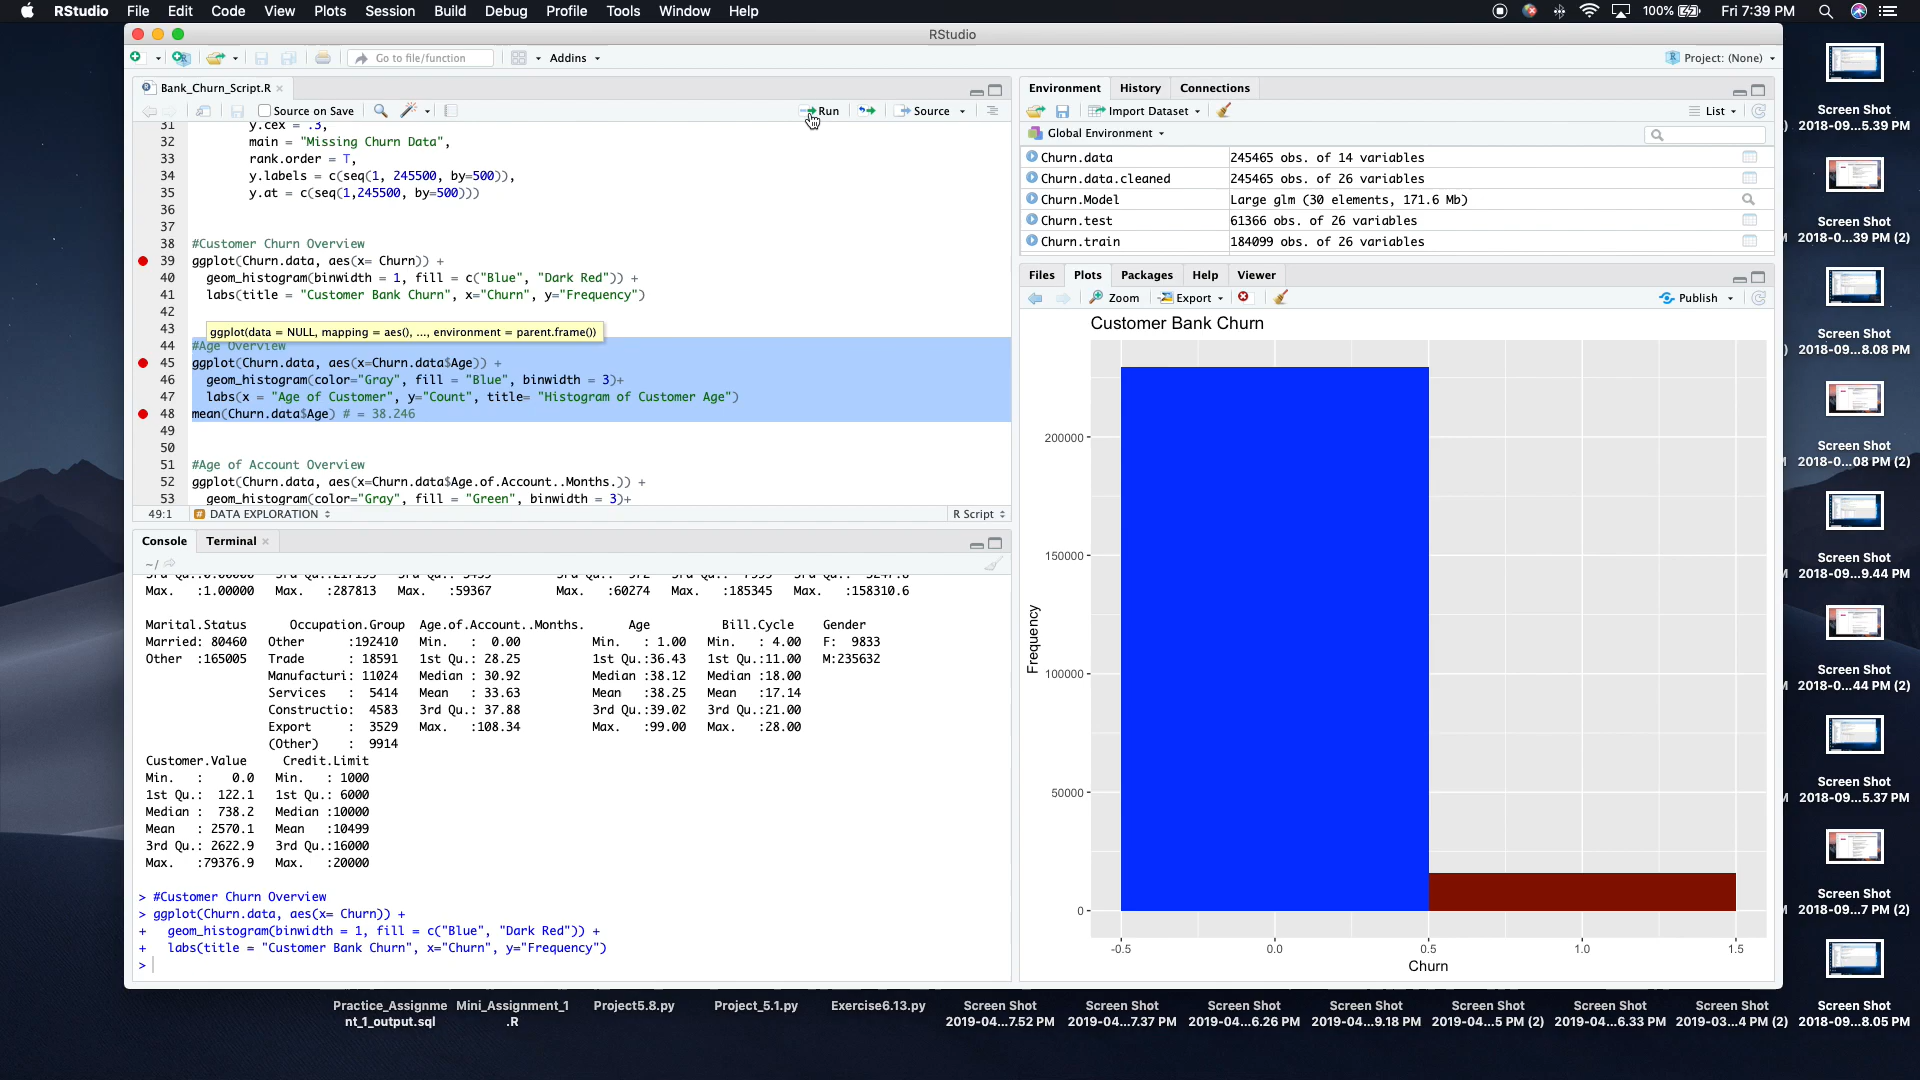 RStudio File Edit Code View Plots Session Build Debug Profile Tools Window Help 100% Fri 7:39 PM
RStudio
Go to file/function Addins Project: (None)
Bank_Churn_Script.R
Source on Save Run Source
31 y.cex = .3,
32 main = "Missing Churn Data",
33 rank.order = T,
34 y.labels = c(seq(1, 245500, by=500)),
35 y.at = c(seq(1,245500, by=500)))
36
37
38 #Customer Churn Overview
39 ggplot(Churn.data, aes(x= Churn)) +
40 geom_histogram(binwidth = 1, fill = c("Blue", "Dark Red")) +
41 labs(title = "Customer Bank Churn", x="Churn", y="Frequency")
42
43 ggplot(data = NULL, mapping = aes(), ..., environment = parent.frame())
44 #Age Overview
45 ggplot(Churn.data, aes(x=Churn.data$Age)) +
46 geom_histogram(color="Gray", fill = "Blue", binwidth = 3)+
47 labs(x = "Age of Customer", y="Count", title= "Histogram of Customer Age")
48 mean(Churn.data$Age) # = 38.246
49
50
51 #Age of Account Overview
52 ggplot(Churn.data, aes(x=Churn.data$Age.of.Account..Months.)) +
53 geom_histogram(color="Gray", fill = "Green", binwidth = 3)+
49:1 # DATA EXPLORATION R Script
Console Terminal
~/
Max. :1.00000 Max. :287813 Max. :59367 Max. :60274 Max. :185345 Max. :158310.6
Marital.Status Occupation.Group Age.of.Account..Months. Age Bill.Cycle Gender
Married: 80460 Other :192410 Min. : 0.00 Min. : 1.00 Min. : 4.00 F: 9833
Other :165005 Trade : 18591 1st Qu.: 28.25 1st Qu.:36.43 1st Qu.:11.00 M:235632
Manufacturi: 11024 Median : 30.92 Median :38.12 Median :18.00
Services : 5414 Mean : 33.63 Mean :38.25 Mean :17.14
Constructio: 4583 3rd Qu.: 37.88 3rd Qu.:39.02 3rd Qu.:21.00
Export : 3529 Max. :108.34 Max. :99.00 Max. :28.00
(Other) : 9914
Customer.Value Credit.Limit
Min. : 0.0 Min. : 1000
1st Qu.: 122.1 1st Qu.: 6000
Median : 738.2 Median :10000
Mean : 2570.1 Mean :10499
3rd Qu.: 2622.9 3rd Qu.:16000
Max. :79376.9 Max. :20000
> #Customer Churn Overview
> ggplot(Churn.data, aes(x= Churn)) +
+ geom_histogram(binwidth = 1, fill = c("Blue", "Dark Red")) +
+ labs(title = "Customer Bank Churn", x="Churn", y="Frequency")
>
Environment History Connections
Import Dataset List
Global Environment
Churn.data 245465 obs. of 14 variables
Churn.data.cleaned 245465 obs. of 26 variables
Churn.Model Large glm (30 elements, 171.6 Mb)
Churn.test 61366 obs. of 26 variables
Churn.train 184099 obs. of 26 variables
Files Plots Packages Help Viewer
Zoom Export Publish
Customer Bank Churn
200000
150000
100000
50000
0
Frequency
-0.5 0.0 0.5 1.0 1.5
Churn
Screen Shot
2018-09...5.39 PM
Screen Shot
2018-0...39 PM (2)
Screen Shot
2018-09...8.08 PM
Screen Shot
2018-0...08 PM (2)
Screen Shot
2018-09...9.44 PM
Screen Shot
2018-0...44 PM (2)
Screen Shot
2018-09...5.37 PM
Screen Shot
2018-09...7 PM (2)
Screen Shot
2018-09...8.05 PM
Practice_Assignme
nt_1_output.sql
Mini_Assignment_1
.R
Project5.8.py
Project_5.1.py
Exercise6.13.py
Screen Shot
2019-04...7.52 PM
Screen Shot
2019-04...7.37 PM
Screen Shot
2019-04...6.26 PM
Screen Shot
2019-04...9.18 PM
Screen Shot
2019-04...5 PM (2)
Screen Shot
2019-04...6.33 PM
Screen Shot
2019-03...4 PM (2)